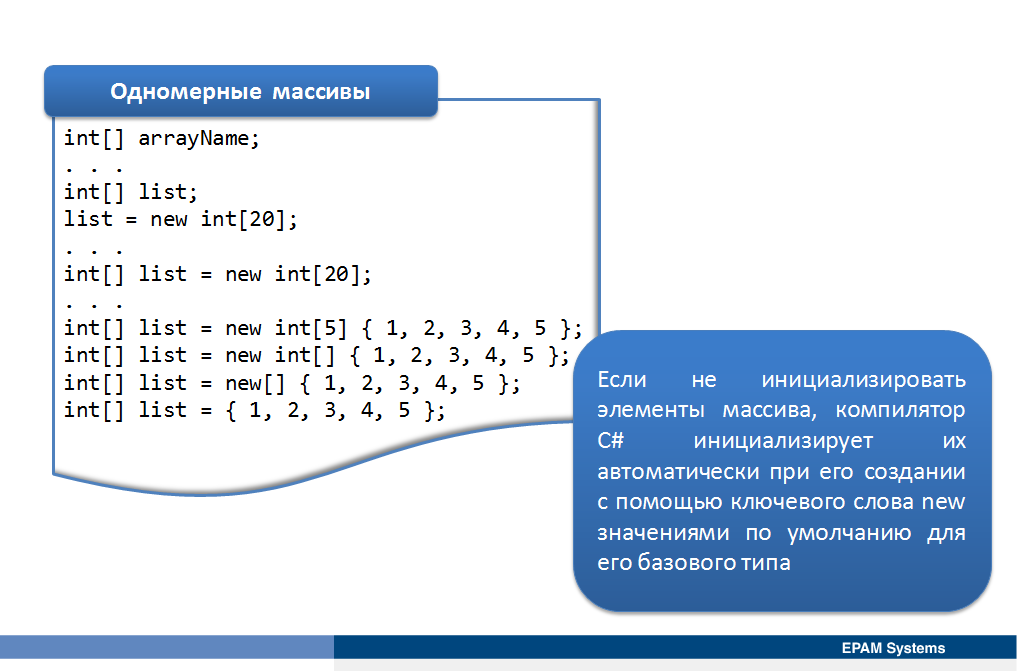 Одномерные массивы
int[] arrayName;
. . .
int[] list;
list = new int[20];
. . .
int[] list = new int[20];
. . .
int[] list = new int[5] { 1, 2, 3, 4, 5 };
int[] list = new int[] { 1, 2, 3, 4, 5 };
int[] list = new[] { 1, 2, 3, 4, 5 };
int[] list = { 1, 2, 3, 4, 5 };
Если не инициализировать
элементы массива, компилятор
C# инициализирует их
автоматически при его создании
с помощью ключевого слова new
значениями по умолчанию для
его базового типа
EPAM Systems